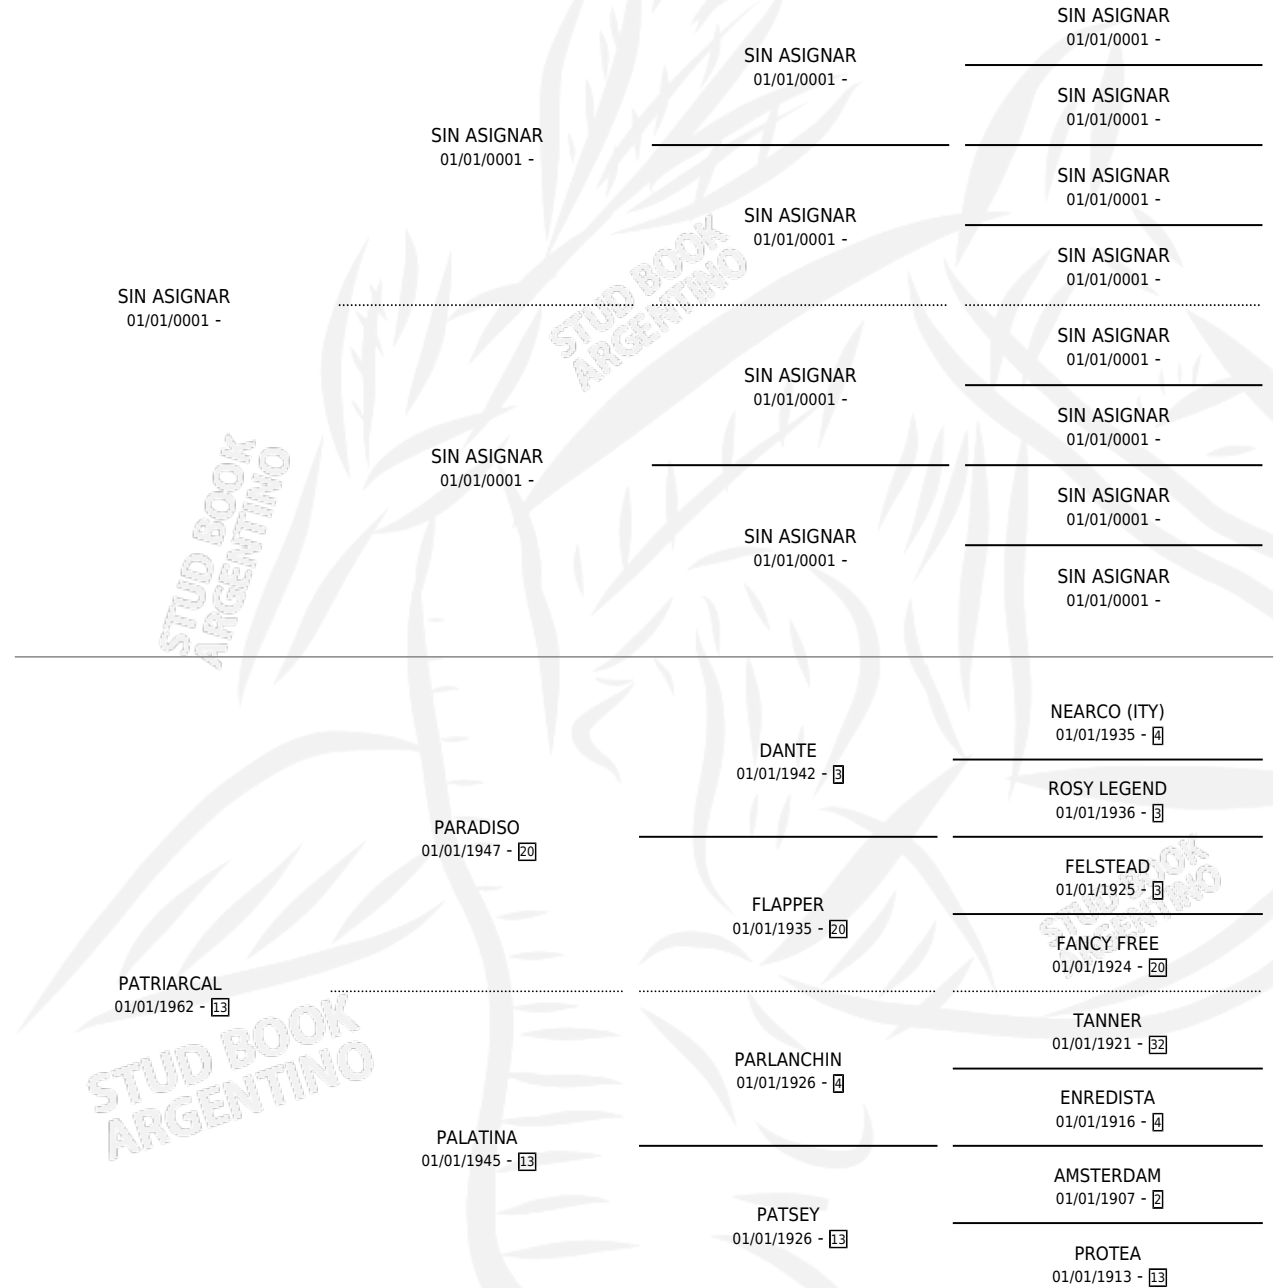 SIN ASIGNAR
01/01/0001 -
SIN ASIGNAR
01/01/0001 -
SIN ASIGNAR
01/01/0001 -
SIN ASIGNAR
01/01/0001 -
SIN ASIGNAR
01/01/0001 -
SIN ASIGNAR
01/01/0001 -
SIN ASIGNAR
01/01/0001 -
STUD BOOK
ARGENTINO
SIN ASIGNAR
01/01/0001 -
SIN ASIGNAR
01/01/0001 -
SIN ASIGNAR
01/01/0001 -
SIN ASIGNAR
01/01/0001 -
SIN ASIGNAR
01/01/0001 -
SIN ASIGNAR
01/01/0001 -
STUD BOOK
ARGENTINO
SIN ASIGNAR
01/01/0001 -
SIN ASIGNAR
01/01/0001 -
SIN ASIGNAR
01/01/0001 -
NEARCO (ITY)
01/01/1935 - 4
DANTE
01/01/1942 - 3
ROSY LEGEND
01/01/1936 - 3
PARADISO
01/01/1947 - 20
FELSTEAD
01/01/1925 - 3
STUD BOOK
ARGENTINO
FLAPPER
01/01/1935 - 20
FANCY FREE
01/01/1924 - 20
PATRIARCAL
01/01/1962 - 13
TANNER
01/01/1921 - 32
STUD BOOK
ARGENTINO
PARLANCHIN
01/01/1926 - 4
ENREDISTA
01/01/1916 - 4
PALATINA
01/01/1945 - 13
AMSTERDAM
01/01/1907 - 2
PATSEY
01/01/1926 - 13
PROTEA
01/01/1913 - 13